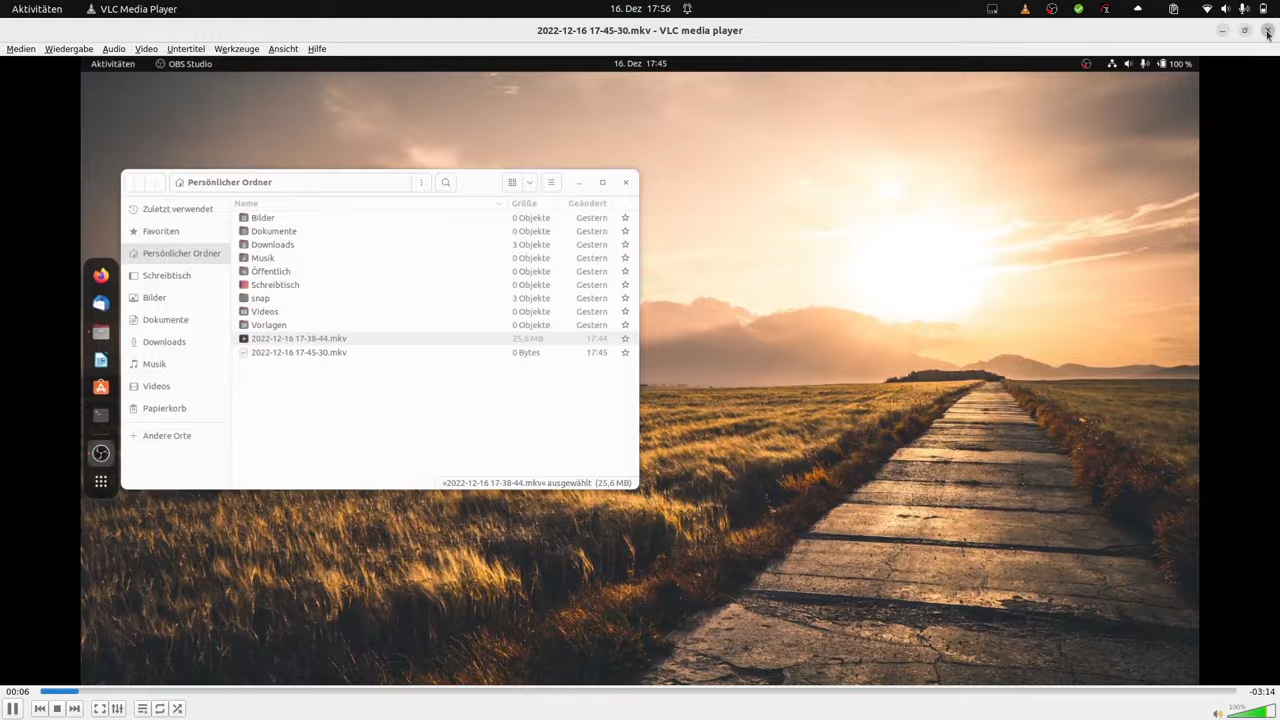 Aktivitäten VLC Media Player 16. Dez 17:56
2022-12-16 17-45-30.mkv - VLC media player
Medien Wiedergabe Audio Video Untertitel Werkzeuge Ansicht Hilfe
Aktivitäten OBS Studio 16. Dez 17:45 100 %
Persönlicher Ordner
Name Größe Geändert
Zuletzt verwendet
Favoriten
Persönlicher Ordner
Schreibtisch
Bilder
Dokumente
Downloads
Musik
Videos
Papierkorb
Andere Orte
Bilder 0 Objekte Gestern
Dokumente 0 Objekte Gestern
Downloads 3 Objekte Gestern
Musik 0 Objekte Gestern
Öffentlich 0 Objekte Gestern
Schreibtisch 0 Objekte Gestern
snap 3 Objekte Gestern
Videos 0 Objekte Gestern
Vorlagen 0 Objekte Gestern
2022-12-16 17-38-44.mkv 25,6 MB 17:44
2022-12-16 17-45-30.mkv 0 Bytes 17:45
»2022-12-16 17-38-44.mkv« ausgewählt (25,6 MB)
00:06 -03:14
100%